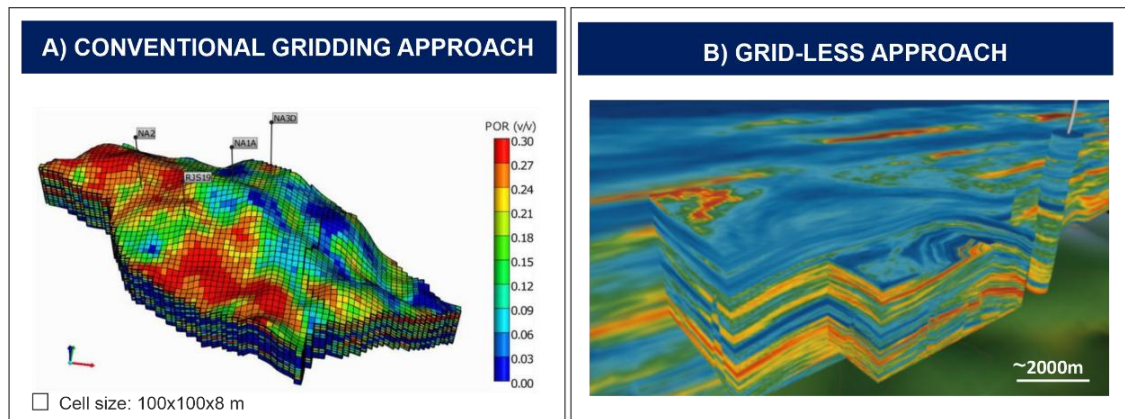 A) CONVENTIONAL GRIDDING APPROACH
NA2
NA1A
NA3D
RJS19
POR (v/v)
0.30
0.27
0.24
0.21
0.18
0.15
0.12
0.09
0.06
0.03
0.00
Cell size: 100x100x8 m
B) GRID-LESS APPROACH
~2000m